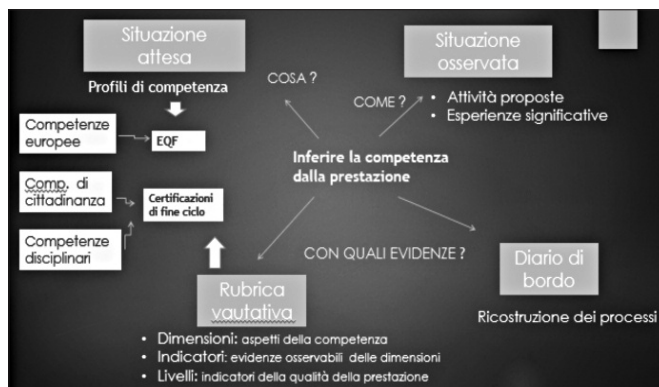 Situazione
attesa
Situazione
osservata
Profili di competenza
COSA ?
COME ?
• Attività proposte
• Esperienze significative
Competenze
europee
EQF
Inferire la competenza
dalla prestazione
Comp. di
cittadinanza
Certificazioni
di fine ciclo
Competenze
disciplinari
CON QUALI EVIDENZE ?
Diario di
bordo
Rubrica
vautativa
Ricostruzione dei processi
• Dimensioni: aspetti della competenza
• Indicatori: evidenze osservabili delle dimensioni
• Livelli: indicatori della qualità della prestazione